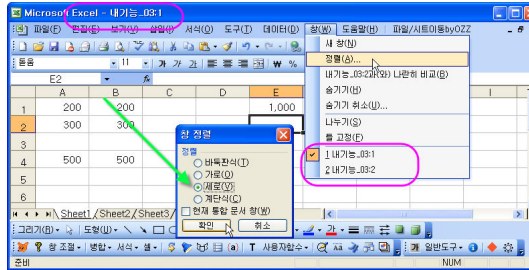 Microsoft Excel - 내기능_03:1
파일(F) 편집(E) 보기(V) 삽입(I) 서식(O) 도구(T) 데이터(D) 창(W) 도움말(H) 파일/시트이동byOZZ
새 창(N)
정렬(A)...
내기능_03:2와(와) 나란히 비교(B)
숨기기(H)
숨기기 취소(U)...
나누기(S)
틀 고정(F)
1 내기능_03:1
2 내기능_03:2
돋움 11 가 가 가
E2 fx
A B C D E I
1 200 200 1,000
2 300 300
3
4 500 500
5
6
창 정렬
정렬
바둑판식(T)
가로(O)
세로(V)
계단식(C)
현재 통합 문서 창(W)
확인 취소
Sheet1 / Sheet2 / Sheet3
그리기(R) 도형(U) 가
창 조절 병합 서식 셀 (a) T 사용자함수 일반도구
준비 NUM